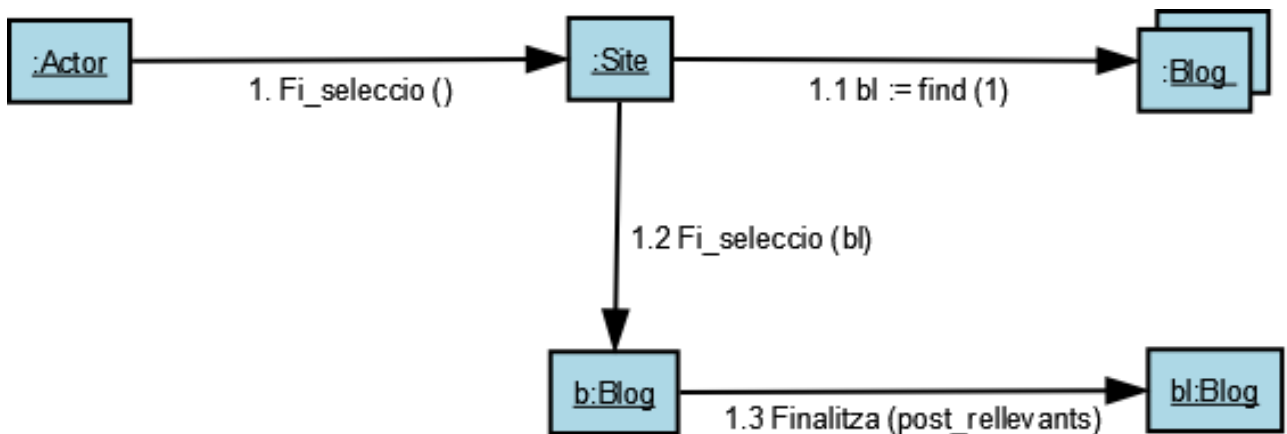 :Actor
1. Fi_seleccio ()
:Site
1.1 bl := find (1)
:Blog
1.2 Fi_seleccio (bl)
b:Blog
1.3 Finalitza (post_rellevants)
bl:Blog